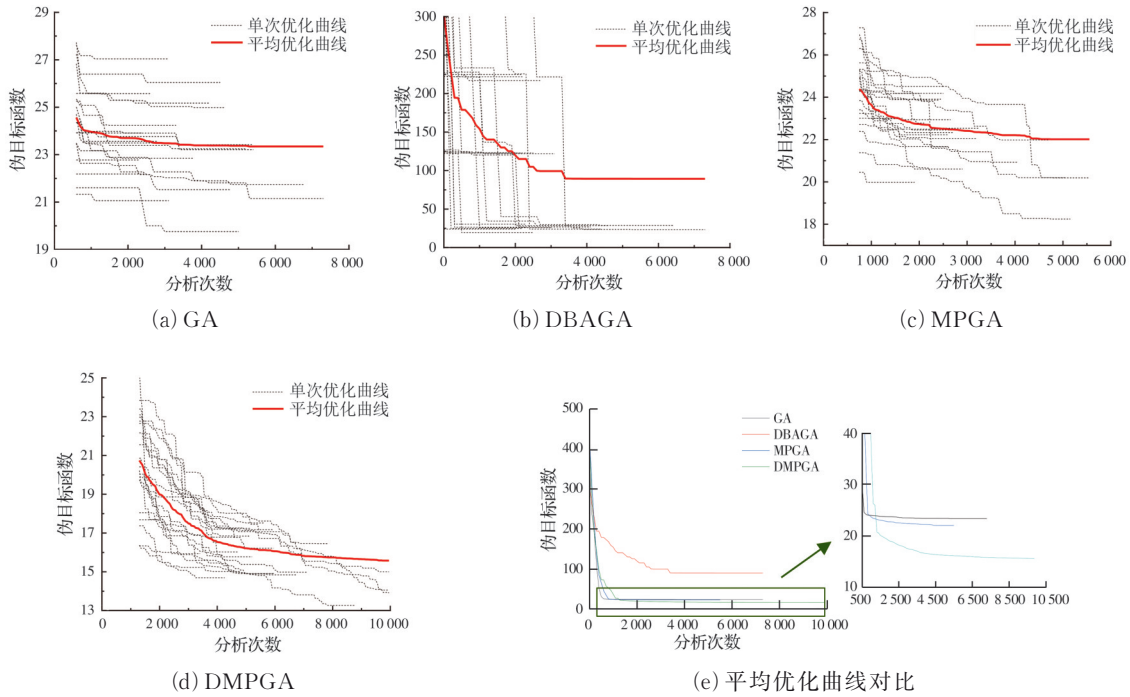 29
27
25
23
21
19
0
2 000
4 000
6 000
8 000
伪目标函数
分析次数
单次优化曲线
平均优化曲线
(a) GA
300
250
200
150
100
50
0
0
2 000
4 000
6 000
8 000
伪目标函数
分析次数
单次优化曲线
平均优化曲线
(b) DBAGA
28
26
24
22
20
18
0
1 000
2 000
3 000
4 000
5 000
6 000
伪目标函数
分析次数
单次优化曲线
平均优化曲线
(c) MPGA
25
23
21
19
17
15
13
0
2 000
4 000
6 000
8 000
10 000
伪目标函数
分析次数
单次优化曲线
平均优化曲线
(d) DMPGA
500
400
300
200
100
0
0
2 000
4 000
6 000
8 000
10 000
伪目标函数
分析次数
GA
DBAGA
MPGA
DMPGA
40
30
20
10
500
2 500
4 500
6 500
8 500
10 500
(e) 平均优化曲线对比